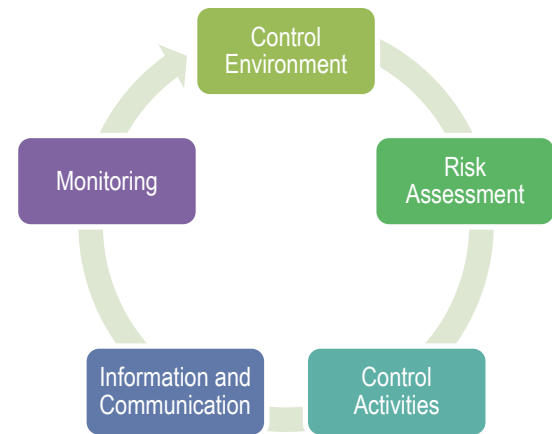 Control
Environment
Risk
Assessment
Control
Activities
Information and
Communication
Monitoring